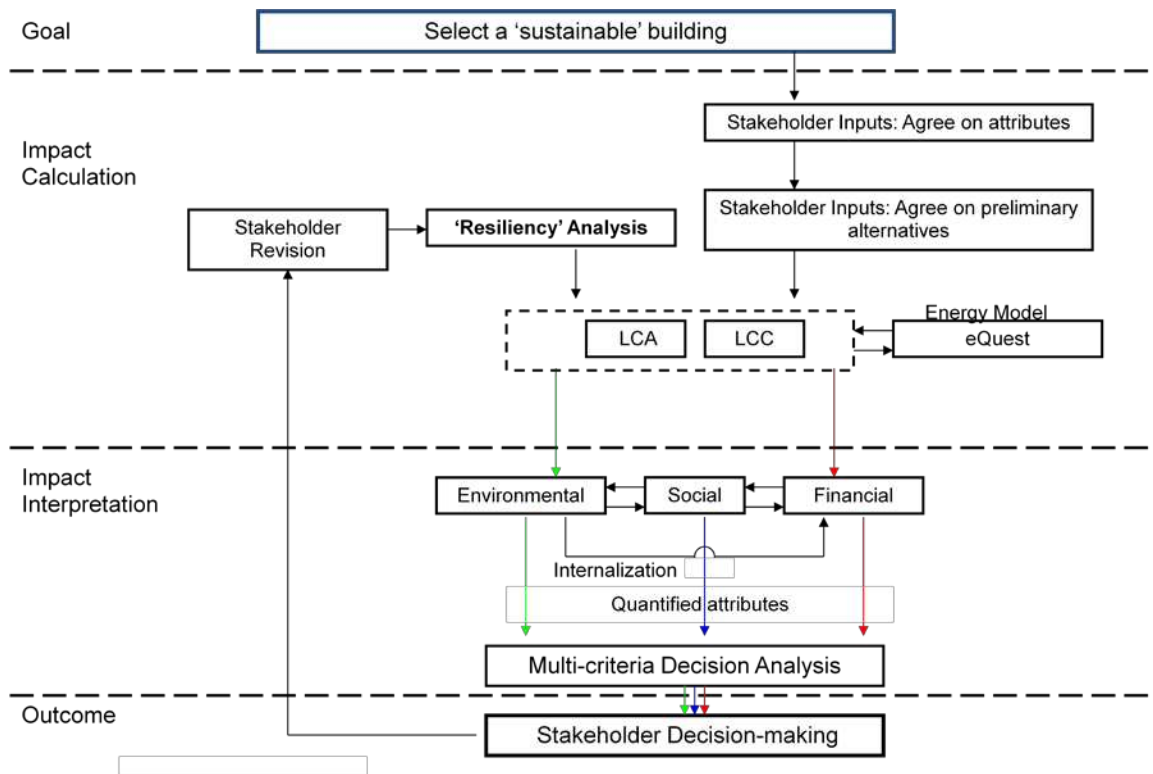 Goal
Select a ‘sustainable’ building
Stakeholder Inputs: Agree on attributes
Impact
Calculation
Stakeholder Inputs: Agree on preliminary
alternatives
Stakeholder
Revision
‘Resiliency’ Analysis
Energy Model
eQuest
LCA
LCC
Impact
Interpretation
Environmental
Social
Financial
Internalization
Quantified attributes
Multi-criteria Decision Analysis
Outcome
Stakeholder Decision-making